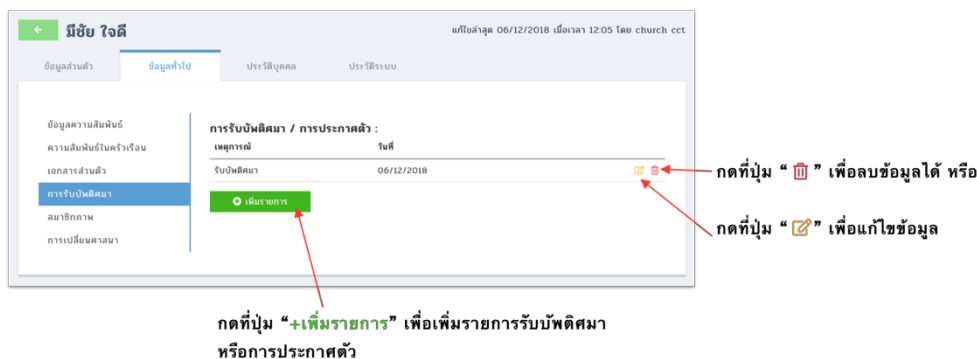 มีชัย ใจดี
แก้ไขล่าสุด 06/12/2018 เมื่อเวลา 12:05 โดย church cct
ข้อมูลส่วนตัว ข้อมูลทั่วไป ประวัติบุคคล ประวัติระบบ
ข้อมูลความสัมพันธ์
ความสัมพันธ์ในครัวเรือน
เอกสารส่วนตัว
การรับบัพติศมา
สมาชิกภาพ
การเปลี่ยนศาสนา
การรับบัพติศมา / การประกาศตัว :
เหตุการณ์ วันที่
รับบัพติศมา 06/12/2018
เพิ่มรายการ
กดที่ปุ่ม “ ” เพื่อลบข้อมูลได้ หรือ
กดที่ปุ่ม “ ” เพื่อแก้ไขข้อมูล
กดที่ปุ่ม “+เพิ่มรายการ” เพื่อเพิ่มรายการรับบัพติศมา
หรือการประกาศตัว